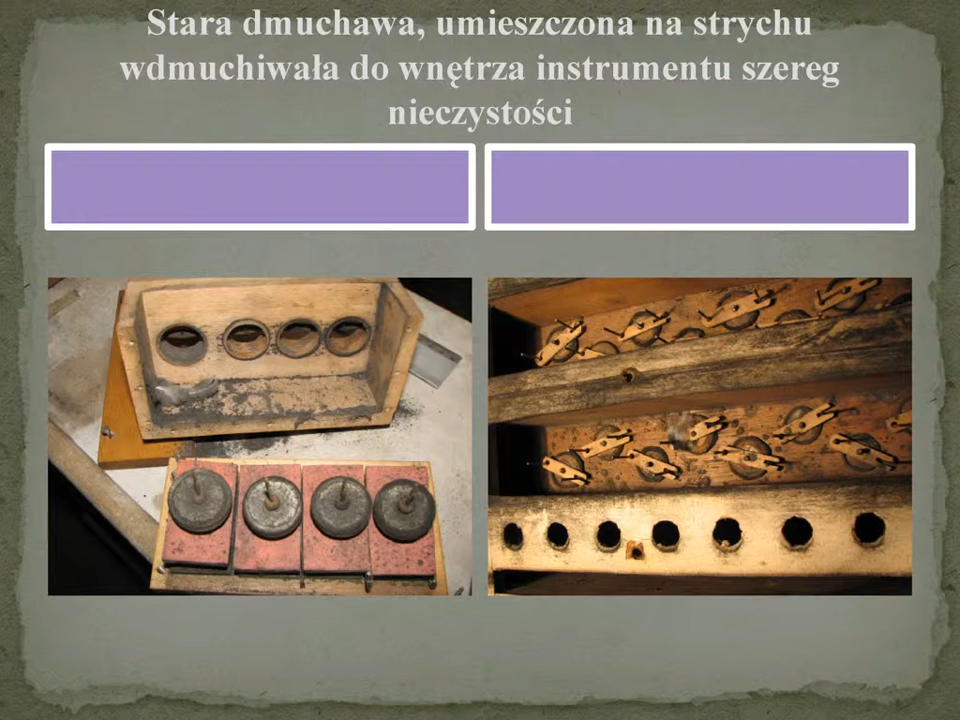 Stara dmuchawa, umieszczona na strychu
wdmuchiwała do wnętrza instrumentu szereg
nieczystości